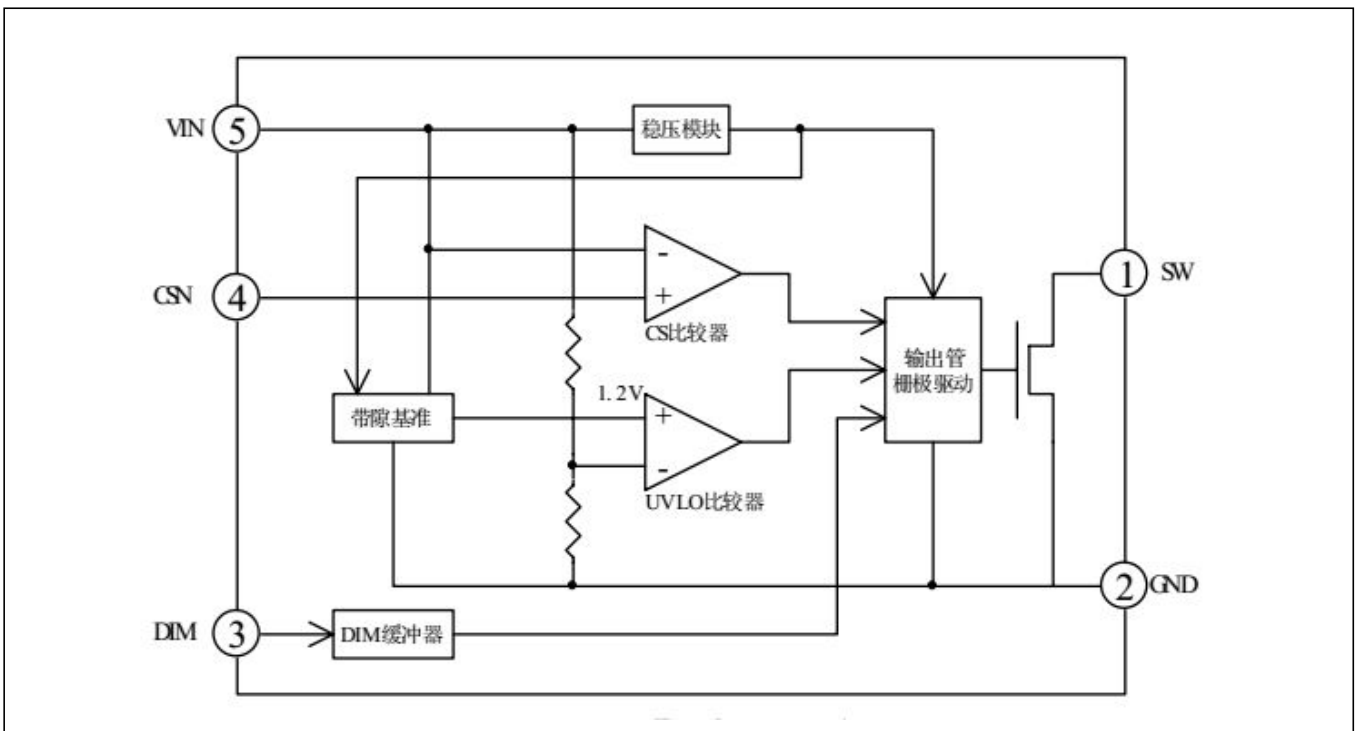 VIN
5
稳压模块
-
CSN
4
+
CS比较器
1
SW
输出管
栅极驱动
1.2V
带隙基准
+
-
UVLO比较器
2
GND
DIM
3
DIM缓冲器